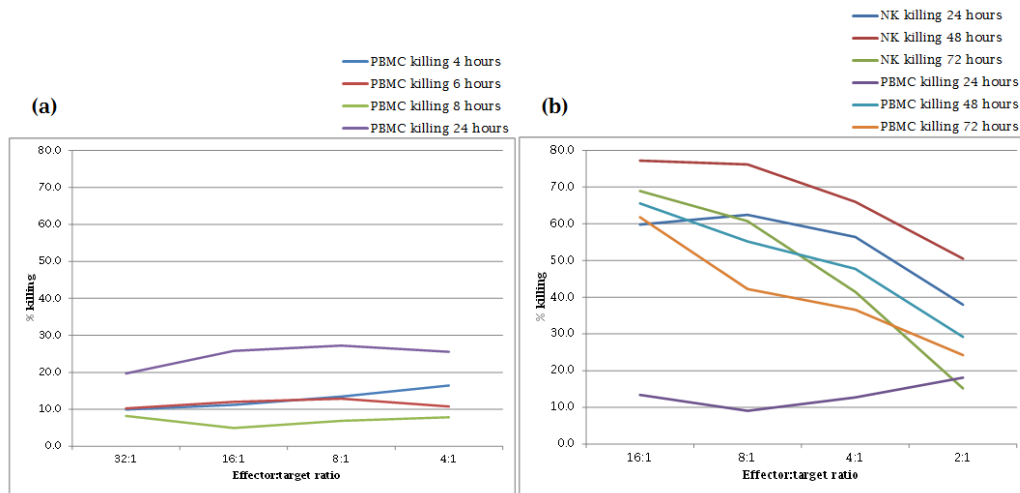 (a)
PBMC killing 4 hours
PBMC killing 6 hours
PBMC killing 8 hours
PBMC killing 24 hours
80.0
70.0
60.0
50.0
40.0
30.0
20.0
10.0
0.0
% killing
32:1 16:1 8:1 4:1
Effector:target ratio
(b)
NK killing 24 hours
NK killing 48 hours
NK killing 72 hours
PBMC killing 24 hours
PBMC killing 48 hours
PBMC killing 72 hours
80.0
70.0
60.0
50.0
40.0
30.0
20.0
10.0
0.0
% killing
16:1 8:1 4:1 2:1
Effector:target ratio